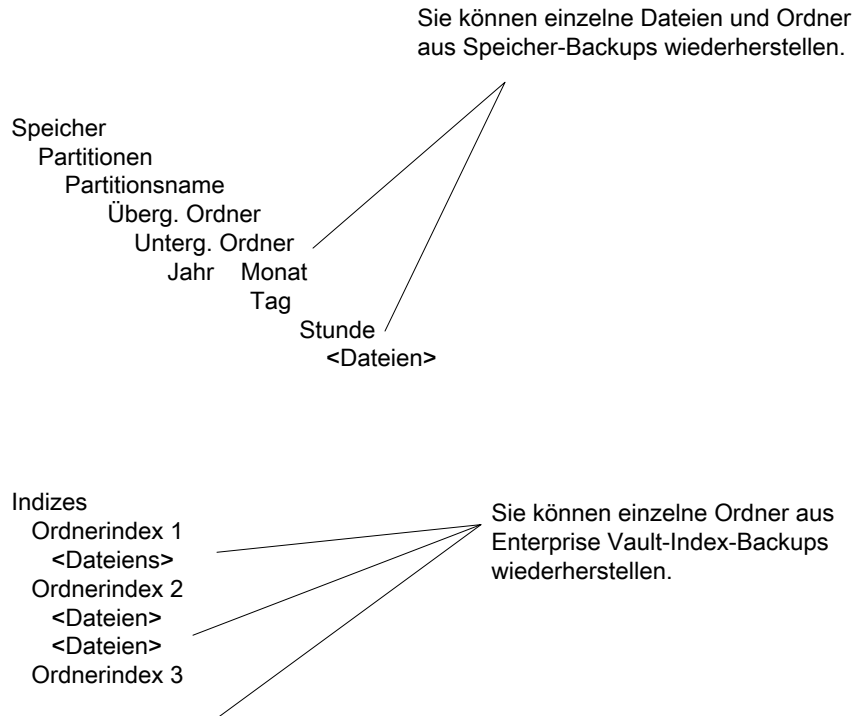 Sie können einzelne Dateien und Ordner
aus Speicher-Backups wiederherstellen.
Speicher
Partitionen
Partitionsname
Überg. Ordner
Unterg. Ordner
Jahr Monat
Tag
Stunde
<Dateien>
Indizes
Ordnerindex 1
<Dateiens>
Ordnerindex 2
<Dateien>
<Dateien>
Ordnerindex 3
Sie können einzelne Ordner aus
Enterprise Vault-Index-Backups
wiederherstellen.